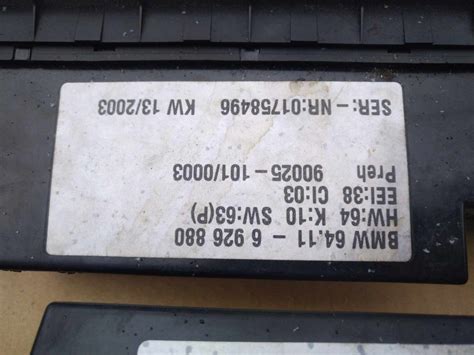 BMW 64.11 - 6 926 880
HW:64 K:10 SW:63(P)
EEI:38 CI:03
Preh 90025-101/0003
SER:-NR:01758496 KW 13/2003